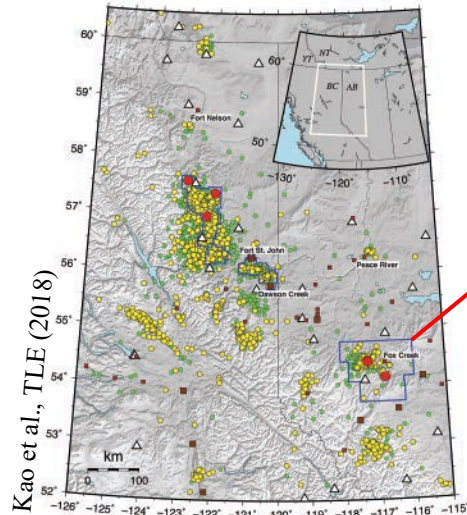 Kao et al., TLE (2018)
60°
59°
58°
57°
56°
55°
54°
53°
52°
-126°
-125°
-124°
-123°
-122°
-121°
-120°
-119°
-118°
-117°
-116°
-115°
Fort Nelson
Fort St. John
Dawson Creek
Peace River
Fox Creek
km
0
100
YT
NT
BC
AB
60°
50°
-130°
-120°
-110°